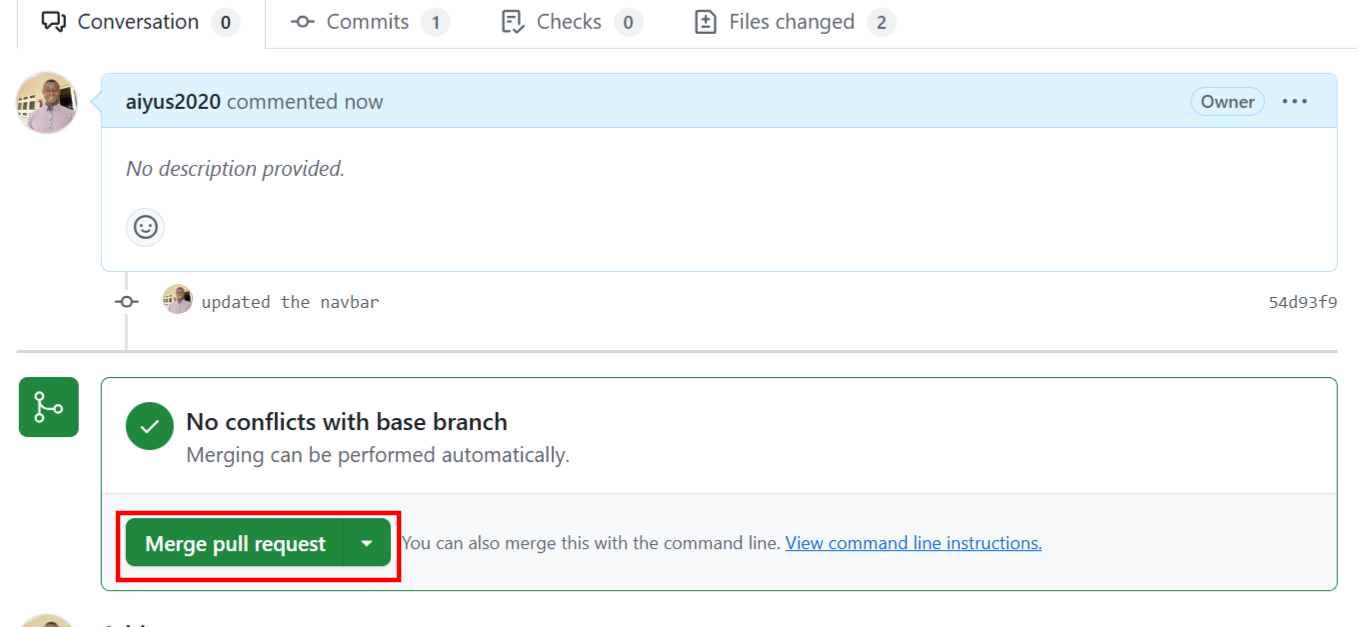 Conversation 0 Commits 1 Checks 0 Files changed 2
aiyus2020 commented now Owner
No description provided.
updated the navbar 54d93f9
No conflicts with base branch
Merging can be performed automatically.
Merge pull request You can also merge this with the command line. View command line instructions.